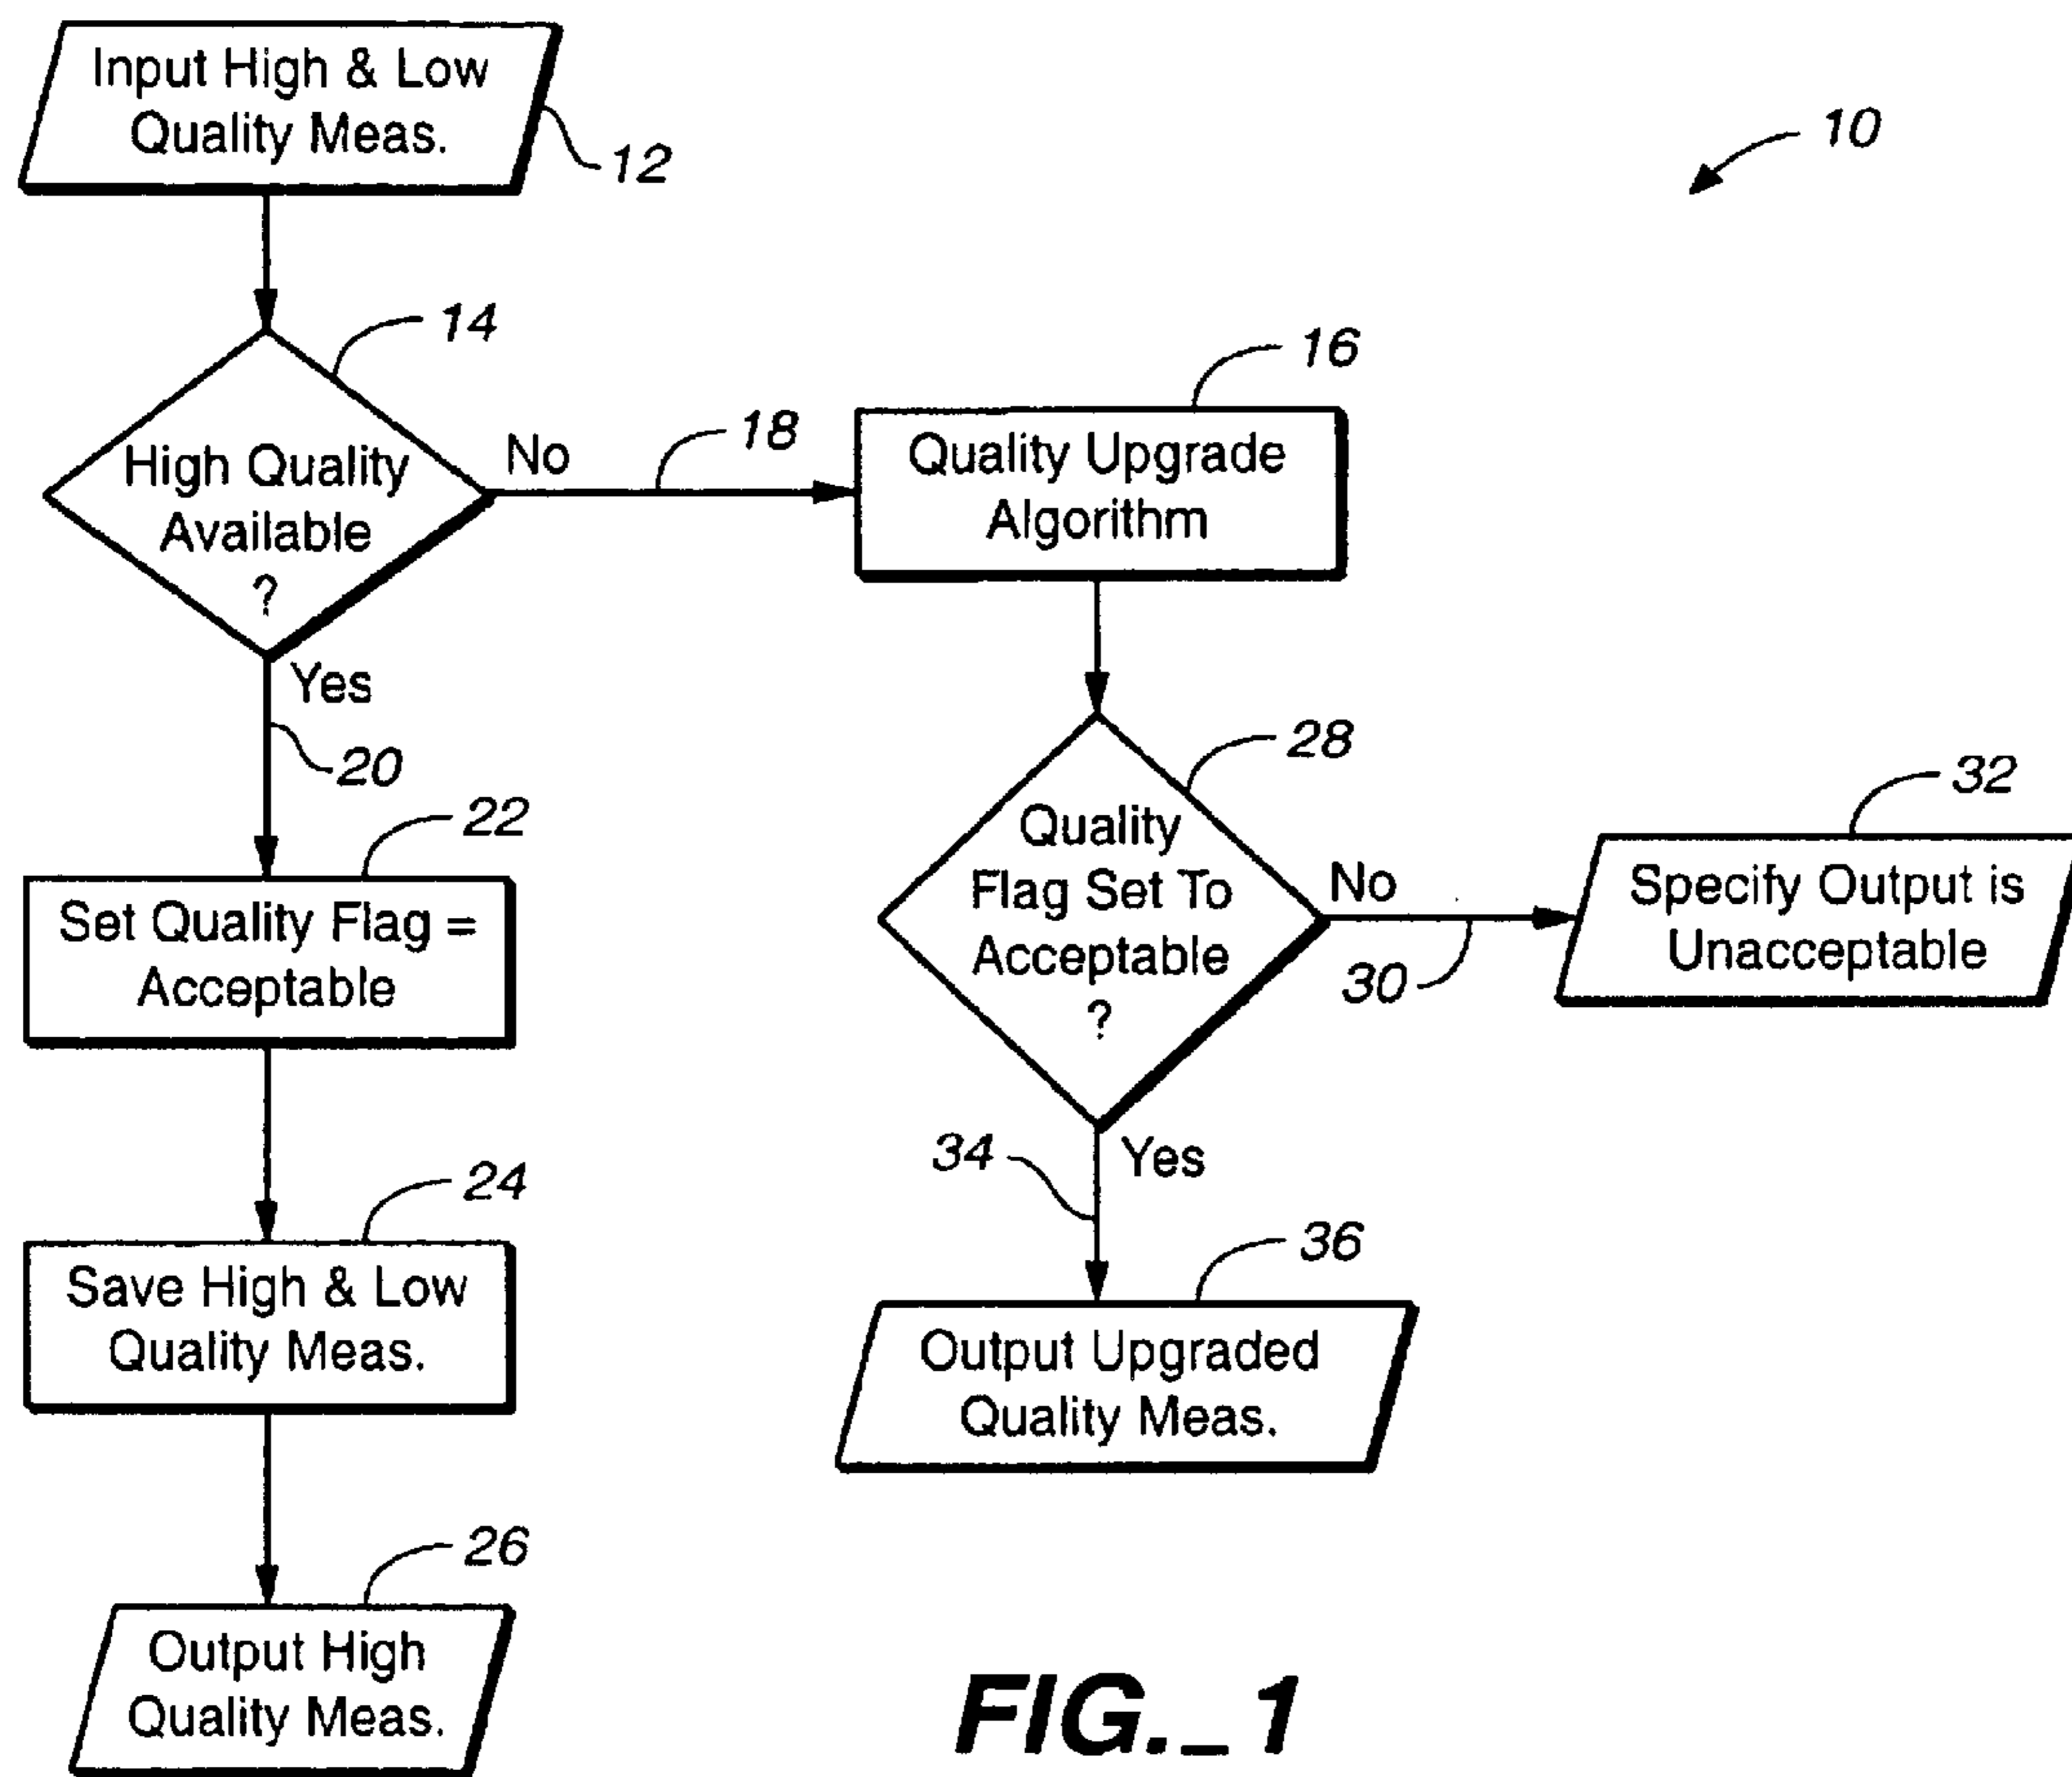 Input High & Low
Quality Meas.
12
10
14
High Quality
Available
?
No
18
16
Quality Upgrade
Algorithm
Yes
20
22
Set Quality Flag =
Acceptable
28
Quality
Flag Set To
Acceptable
?
No
30
32
Specify Output is
Unacceptable
24
Save High & Low
Quality Meas.
34
Yes
36
Output Upgraded
Quality Meas.
26
Output High
Quality Meas.
FIG._1